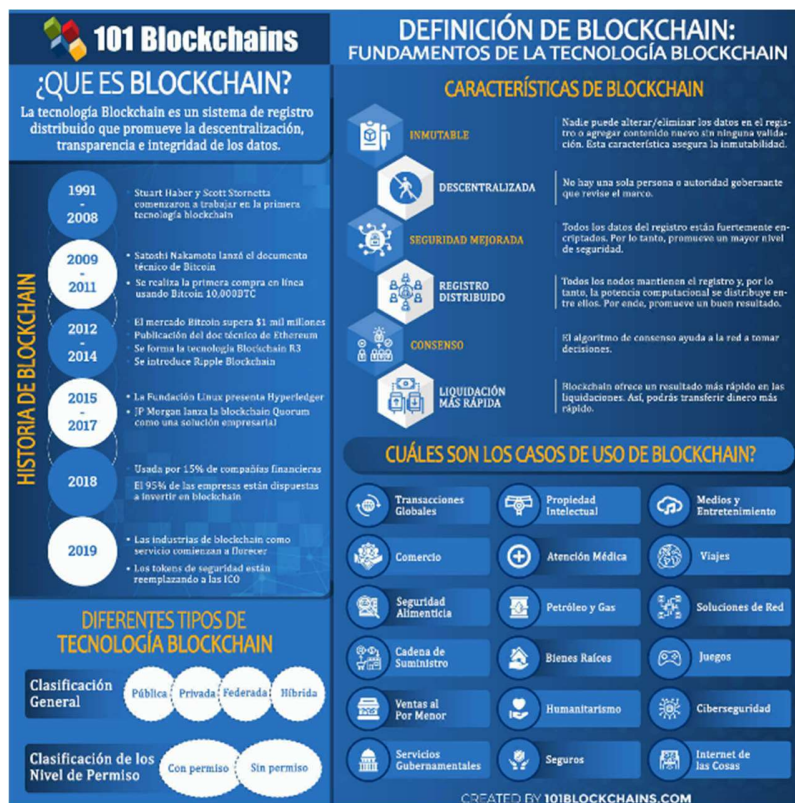 101 Blockchains
¿QUE ES BLOCKCHAIN?
La tecnología Blockchain es un sistema de registro
distribuido que promueve la descentralización,
transparencia e integridad de los datos.
HISTORIA DE BLOCKCHAIN
1991
-
2008
Stuart Haber y Scott Stornetta
comenzaron a trabajar en la primera
tecnología blockchain
2009
-
2011
• Satoshi Nakamoto lanzó el documento
técnico de Bitcoin
• Se realiza la primera compra en línea
usando Bitcoin 10,000BTC
2012
-
2014
El mercado Bitcoin supera $1 mil millones
Publicación del doc técnico de Ethereum
Se forma la tecnología Blockchain R3
Se introduce Ripple Blockchain
2015
-
2017
• La Fundación Linux presenta Hyperledger
• JP Morgan lanza la blockchain Quorum
como una solución empresarial
2018
Usada por 15% de compañías financieras
El 95% de las empresas están dispuestas
a invertir en blockchain
2019
• Las industrias de blockchain como
servicio comienzan a florecer
• Los tokens de seguridad están
reemplazando a las ICO
DIFERENTES TIPOS DE
TECNOLOGÍA BLOCKCHAIN
Clasificación
General
Pública
Privada
Federada
Híbrida
Clasificación de los
Nivel de Permiso
Con permiso
Sin permiso
DEFINICIÓN DE BLOCKCHAIN:
FUNDAMENTOS DE LA TECNOLOGÍA BLOCKCHAIN
CARACTERÍSTICAS DE BLOCKCHAIN
INMUTABLE
Nadie puede alterar/eliminar los datos en el regis-
tro o agregar contenido nuevo sin ninguna valida-
ción. Esta característica asegura la inmutabilidad.
DESCENTRALIZADA
No hay una sola persona o autoridad gobernante
que revise el marco.
SEGURIDAD MEJORADA
Todos los datos del registro están fuertemente en-
criptados. Por lo tanto, promueve un mayor nivel
de seguridad.
REGISTRO
DISTRIBUIDO
Todos los nodos mantienen el registro y, por lo
tanto, la potencia computacional se distribuye en-
tre ellos. Por ende, promueve un buen resultado.
CONSENSO
El algoritmo de consenso ayuda a la red a tomar
decisiones.
LIQUIDACIÓN
MÁS RÁPIDA
Blockchain ofrece un resultado más rápido en las
liquidaciones. Así, podrás transferir dinero más
rápido.
CUÁLES SON LOS CASOS DE USO DE BLOCKCHAIN?
Transacciones
Globales
Propiedad
Intelectual
Medios y
Entretenimiento
Comercio
Atención Médica
Viajes
Seguridad
Alimenticia
Petróleo y Gas
Soluciones de Red
Cadena de
Suministro
Bienes Raíces
Juegos
Ventas al
Por Menor
Humanitarismo
Ciberseguridad
Servicios
Gubernamentales
Seguros
Internet de
las Cosas
CREATED BY 101BLOCKCHAINS.COM